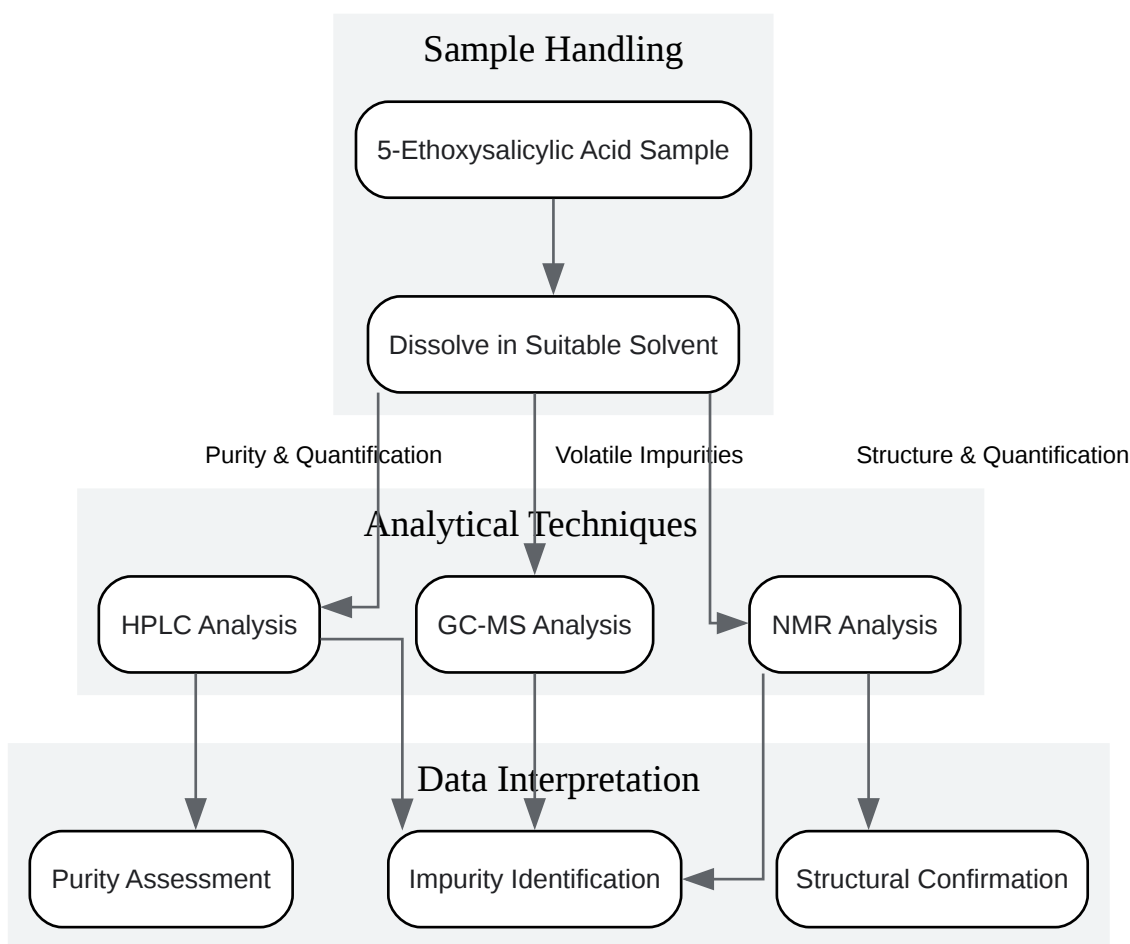 Sample Handling
5-Ethoxysalicylic Acid Sample
Dissolve in Suitable Solvent
Purity & Quantification
Volatile Impurities
Structure & Quantification
Analytical Techniques
HPLC Analysis
GC-MS Analysis
NMR Analysis
Data Interpretation
Purity Assessment
Impurity Identification
Structural Confirmation